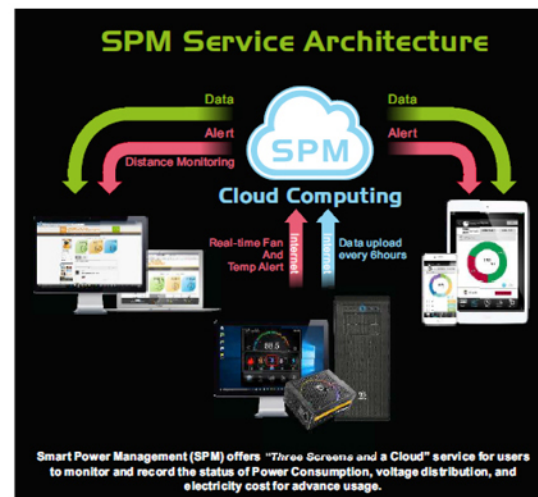 SPM Service Architecture
Data
Data
Alert
Alert
Distance Monitoring
SPM
Cloud Computing
Real-time Fan
And
Temp Alert
Internet
Internet
Data upload
every 6hours
Smart Power Management (SPM) offers "Three Screens and a Cloud" service for users
to monitor and record the status of Power Consumption, voltage distribution, and
electricity cost for advance usage.